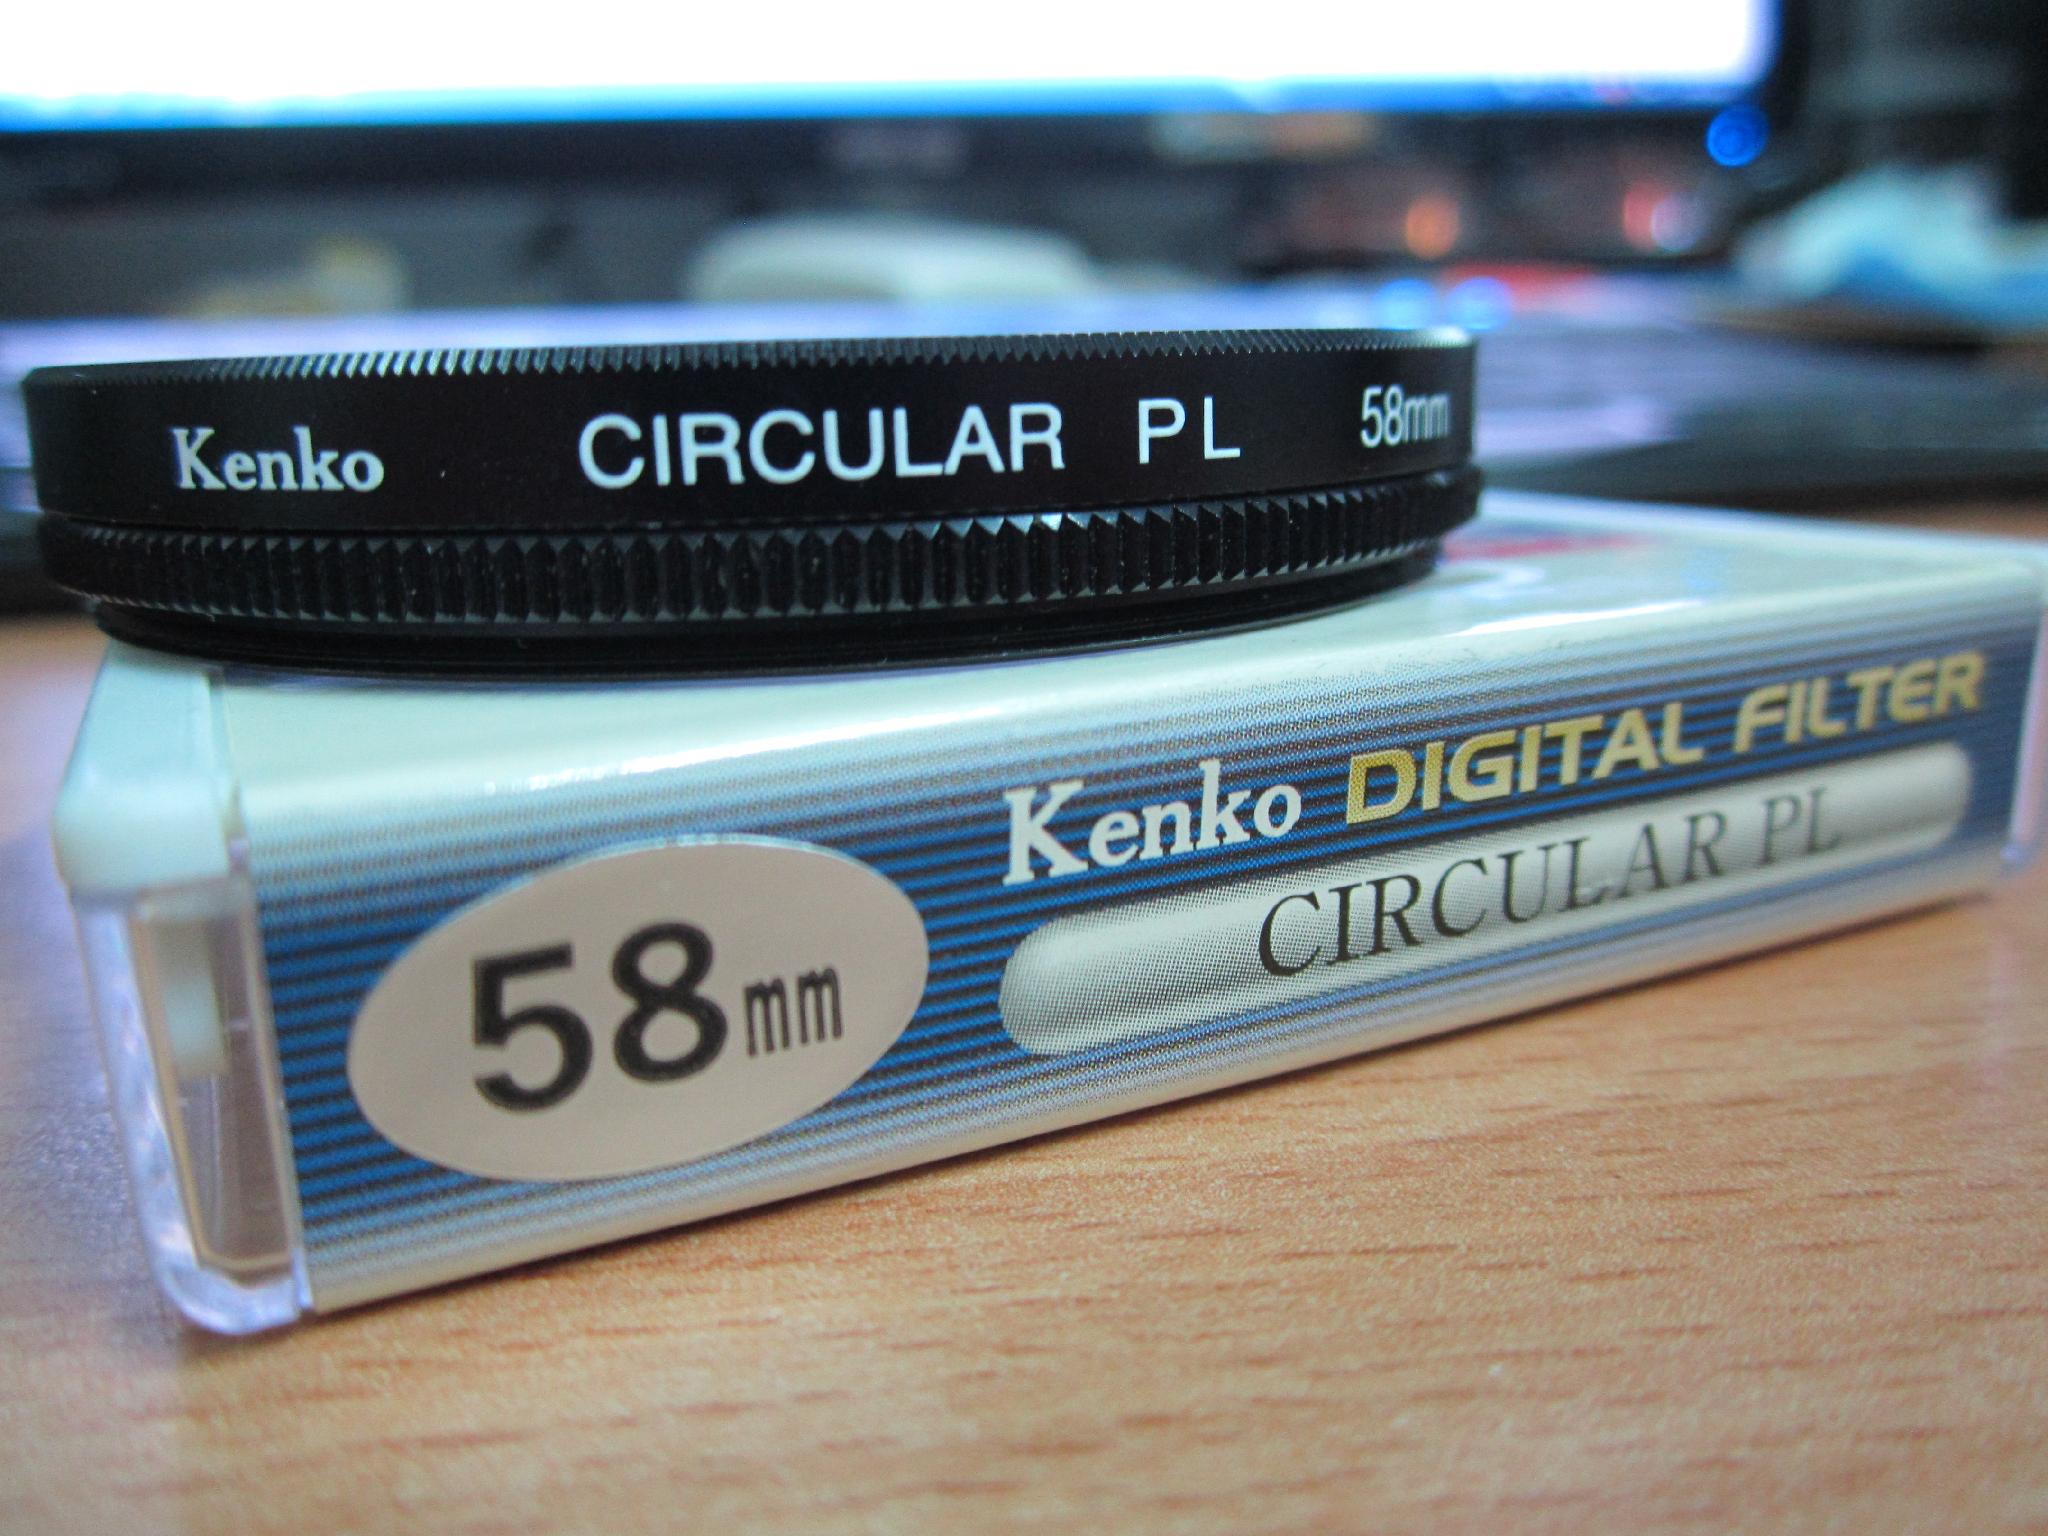 Kenko CIRCULAR PL 58mm
Kenko DIGITAL FILTER
CIRCULAR PL
58mm